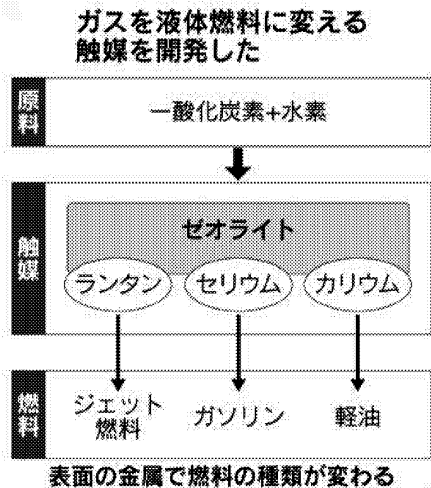 ガスを液体燃料に変える
触媒を開発した
原料
一酸化炭素+水素
触媒
ゼオライト
ランタン
セリウム
カリウム
燃料
ジェット
燃料
ガソリン
軽油
表面の金属で燃料の種類が変わる